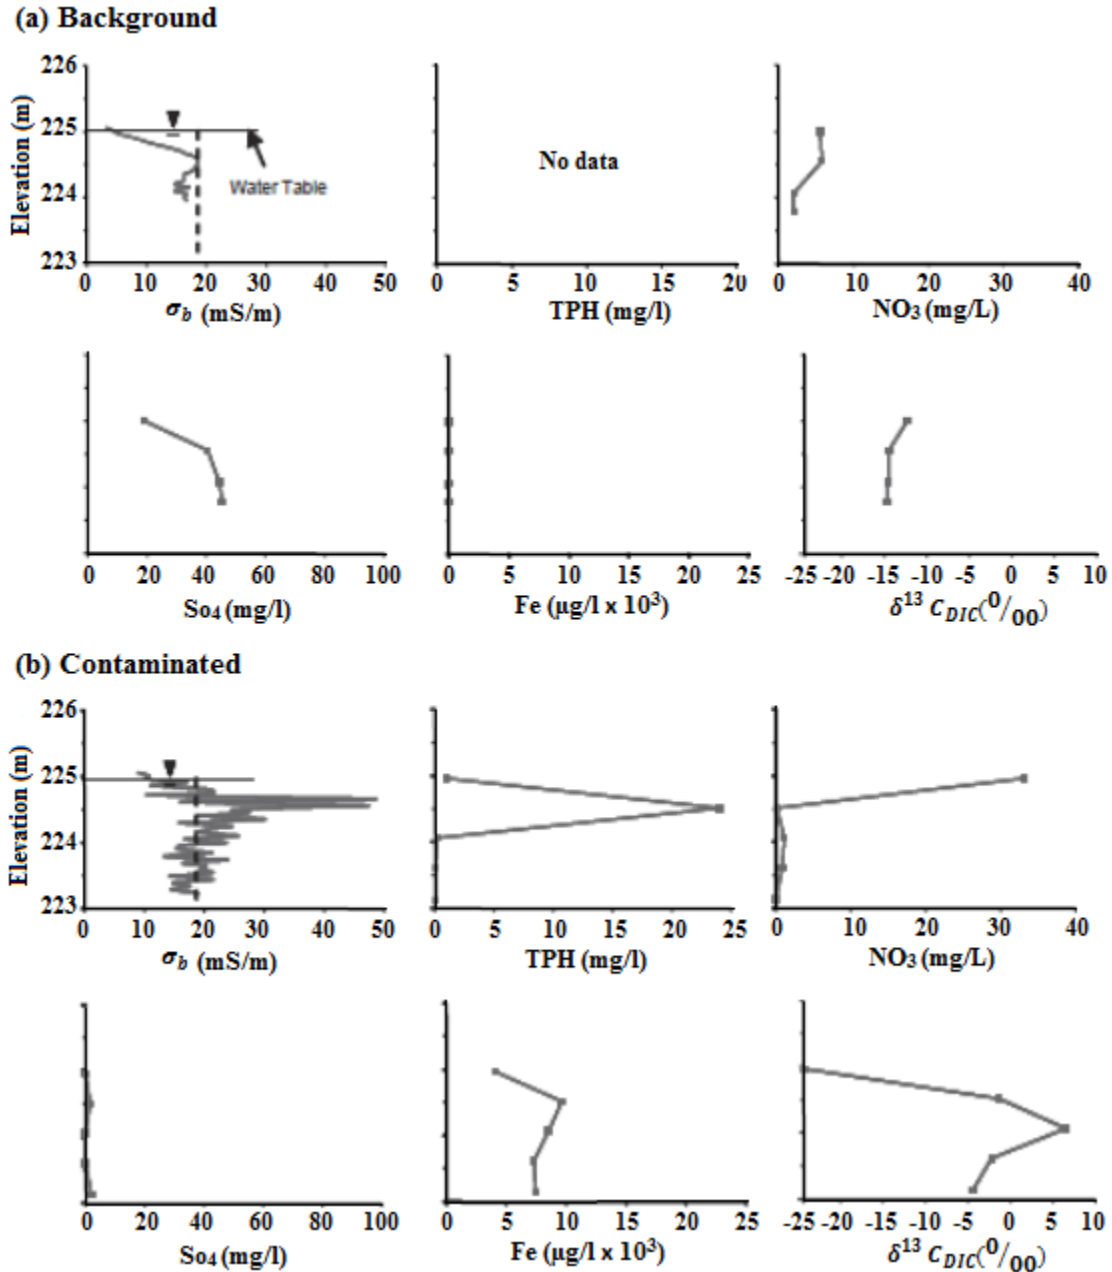 (a) Background
226
225
224
223
Elevation (m)
Water Table
0 10 20 30 40 50
σb (mS/m)
No data
0 5 10 15 20
TPH (mg/l)
0 10 20 30 40
NO3 (mg/L)
0 20 40 60 80 100
So4 (mg/l)
0 5 10 15 20 25
Fe (µg/l x 10³)
-25 -20 -15 -10 -5 0 5 10
δ¹³ C_DIC(⁰/₀₀)
(b) Contaminated
226
225
224
223
Elevation (m)
0 10 20 30 40 50
σb (mS/m)
0 5 10 15 20 25
TPH (mg/l)
0 10 20 30 40
NO3 (mg/L)
0 20 40 60 80 100
So4 (mg/l)
0 5 10 15 20 25
Fe (µg/l x 10³)
-25 -20 -15 -10 -5 0 5 10
δ¹³ C_DIC(⁰/₀₀)